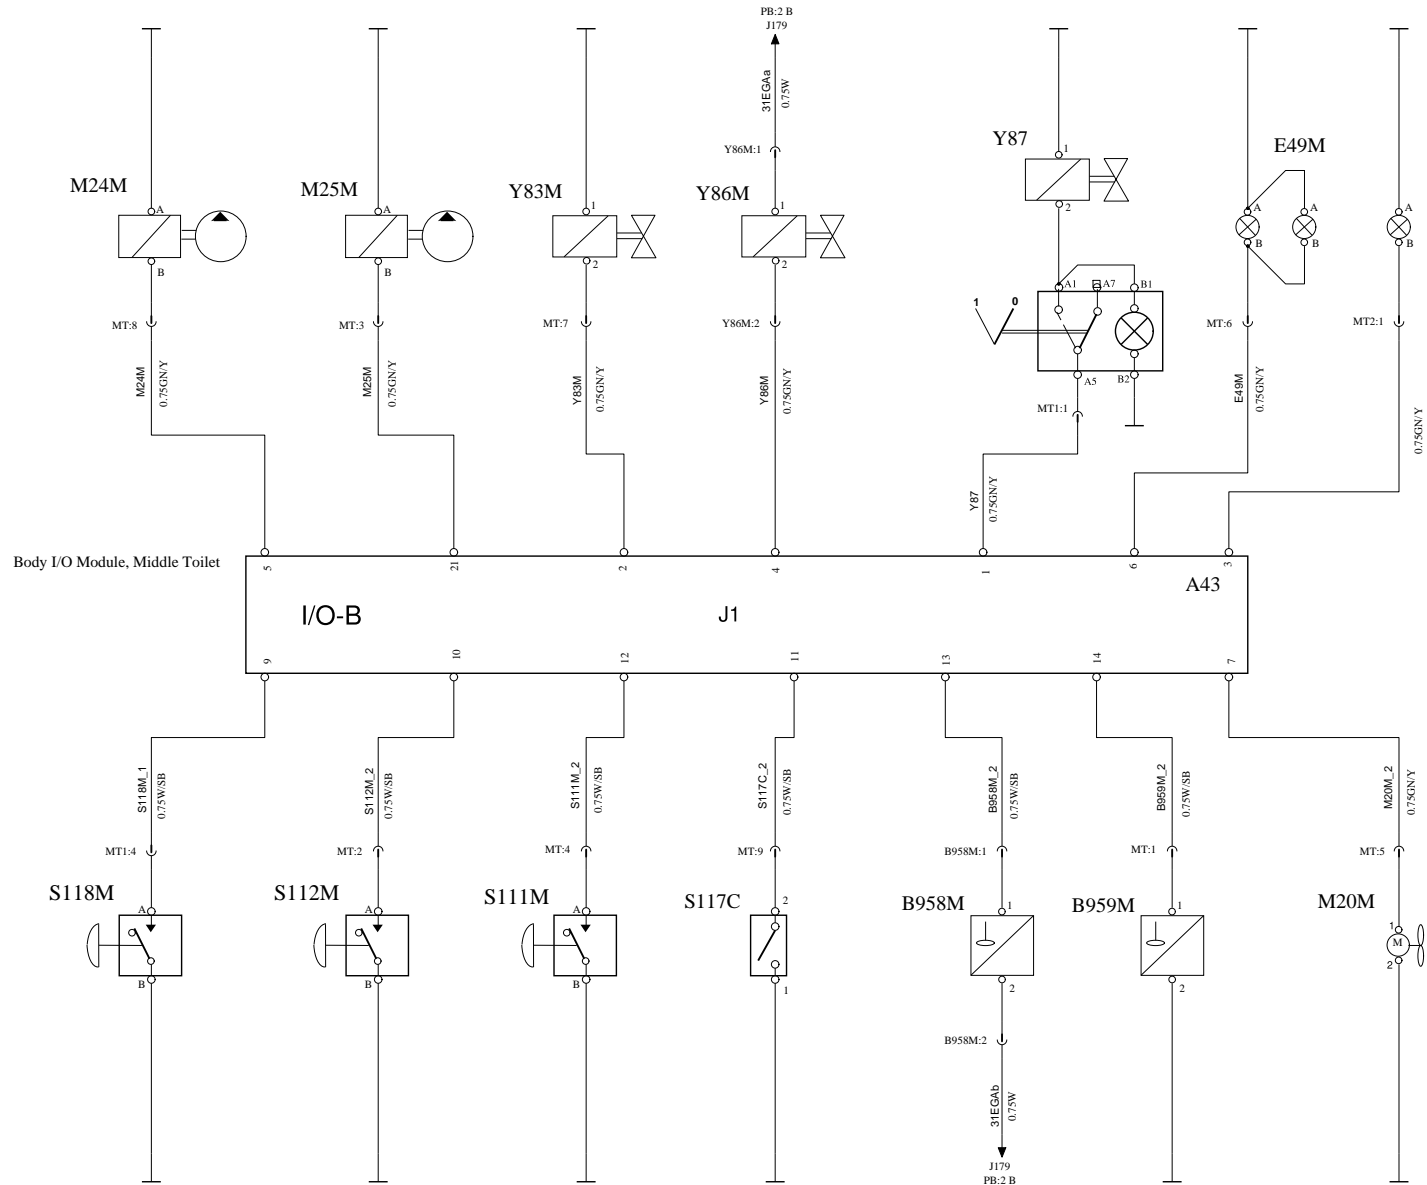 PB:2 B
J179
31EGAa
0.75W
Y86M:1
M24M
M25M
Y83M
Y86M
Y87
E49M
A
A
1
1
1
A
A
A
B
B
2
2
2
B
B
B
MT:8
MT:3
MT:7
Y86M:2
1
0
A1
A7
B1
A5
B2
MT1:1
MT:6
MT2:1
M24M
0.75GN/Y
M25M
0.75GN/Y
Y83M
0.75GN/Y
Y86M
0.75GN/Y
Y87
0.75GN/Y
E49M
0.75GN/Y
0.75GN/Y
Body I/O Module, Middle Toilet
5
21
2
4
1
6
3
A43
I/O-B
J1
9
10
12
11
13
14
7
S118M_1
0.75W/SB
S112M_2
0.75W/SB
S111M_2
0.75W/SB
S117C_2
0.75W/SB
B958M_2
0.75W/SB
B959M_2
0.75W/SB
M20M_2
0.75GN/Y
MT1:4
MT:2
MT:4
MT:9
B958M:1
MT:1
MT:5
S118M
S112M
S111M
S117C
B958M
B959M
M20M
A
A
A
2
1
1
1
M
2
B
B
B
1
2
2
B958M:2
31EGAb
0.75W
J179
PB:2 B